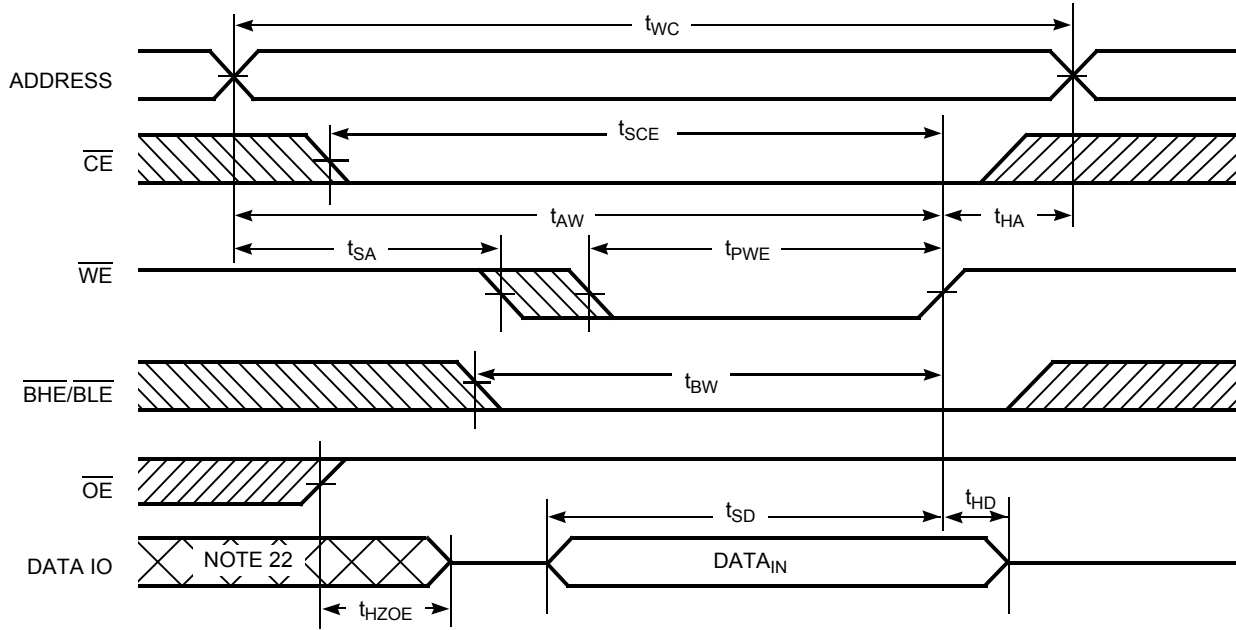 tWC
ADDRESS
tSCE
CE
tAW
tHA
tSA
tPWE
WE
tBW
BHE/BLE
OE
tSD
tHD
DATA IO
NOTE 22
DATAIN
tHZOE